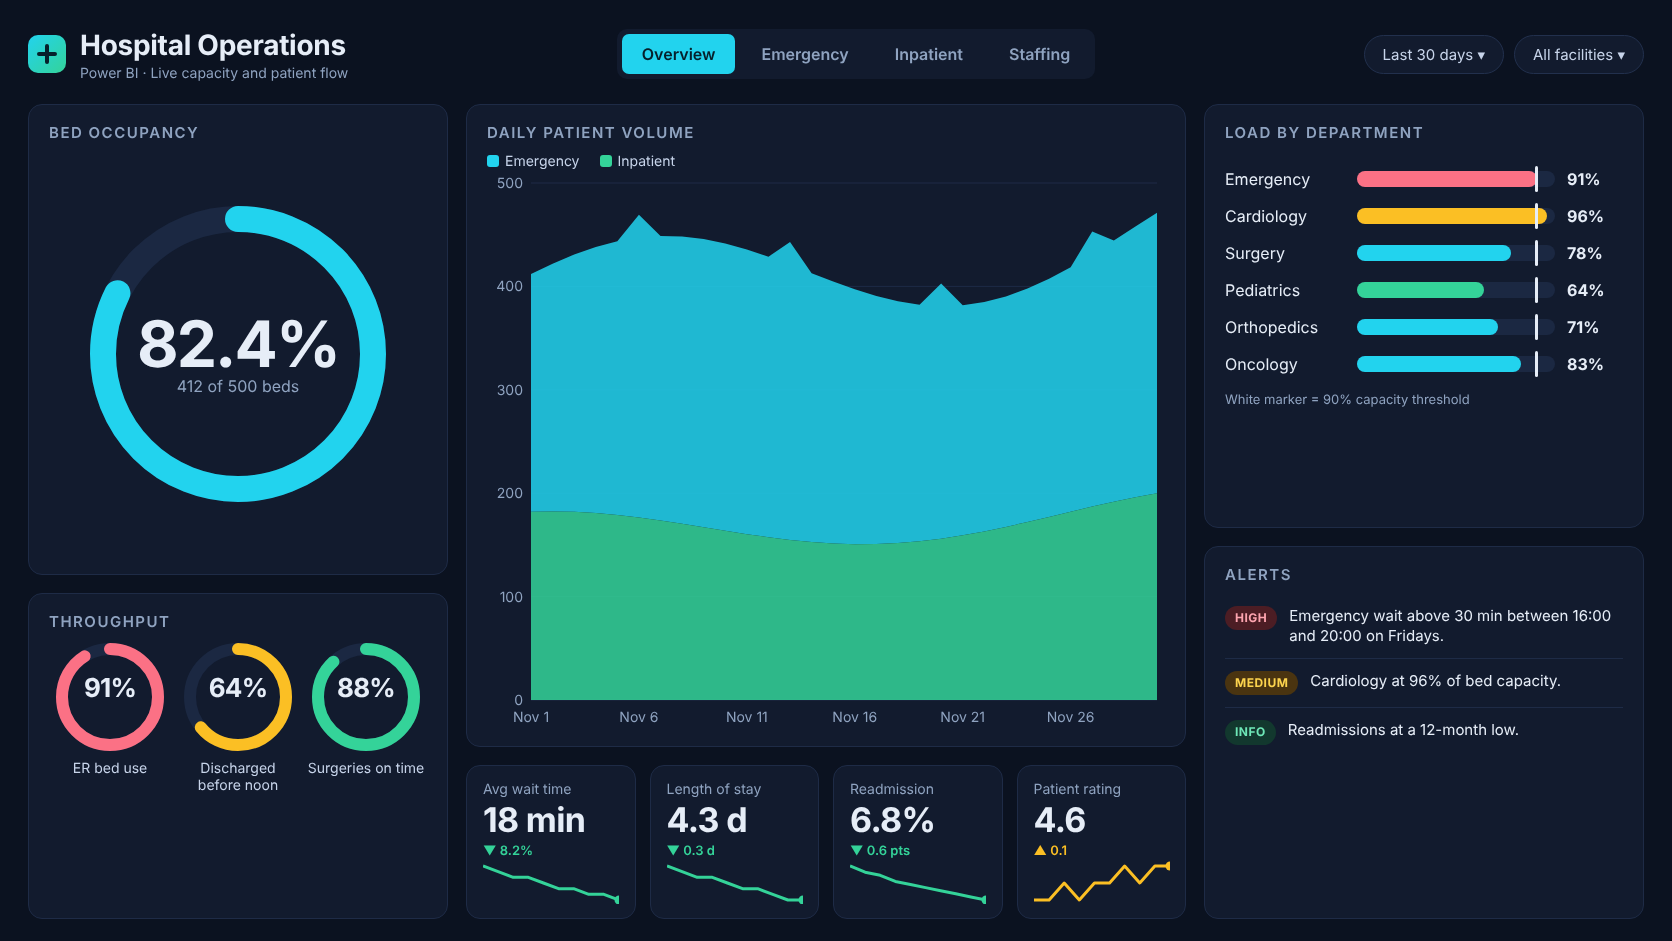 Hospital Operations
Power BI · Live capacity and patient flow
Overview
Emergency
Inpatient
Staffing
Last 30 days ▾
All facilities ▾
BED OCCUPANCY
82.4%
412 of 500 beds
THROUGHPUT
91%
ER bed use
64%
Discharged
before noon
88%
Surgeries on time
DAILY PATIENT VOLUME
Emergency
Inpatient
500
400
300
200
100
0
Nov 1
Nov 6
Nov 11
Nov 16
Nov 21
Nov 26
Avg wait time
18 min
▼ 8.2%
Length of stay
4.3 d
▼ 0.3 d
Readmission
6.8%
▼ 0.6 pts
Patient rating
4.6
▲ 0.1
LOAD BY DEPARTMENT
Emergency 91%
Cardiology 96%
Surgery 78%
Pediatrics 64%
Orthopedics 71%
Oncology 83%
White marker = 90% capacity threshold
ALERTS
HIGH
Emergency wait above 30 min between 16:00
and 20:00 on Fridays.
MEDIUM
Cardiology at 96% of bed capacity.
INFO
Readmissions at a 12-month low.